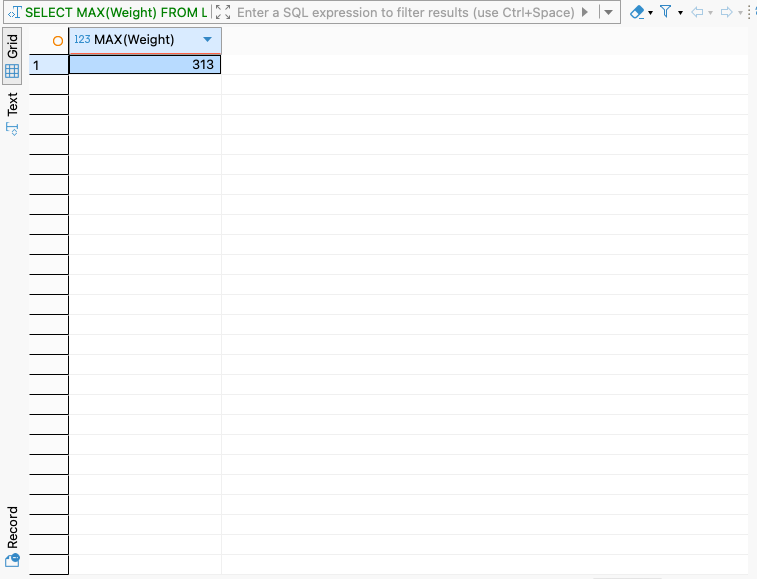 SELECT MAX(Weight) FROM L
Enter a SQL expression to filter results (use Ctrl+Space)
Grid
123 MAX(Weight)
1
313
Text
Record